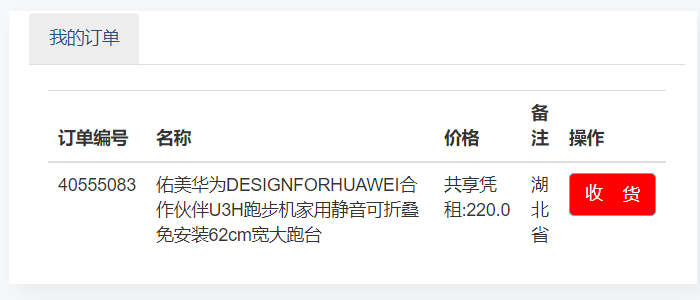 我的订单
订单编号 名称 价格 备注 操作
40555083 佑美华为DESIGNFORHUAWEI合 共享凭 湖 收 货
作伙伴U3H跑步机家用静音可折叠 租:220.0 北
免安装62cm宽大跑台 省